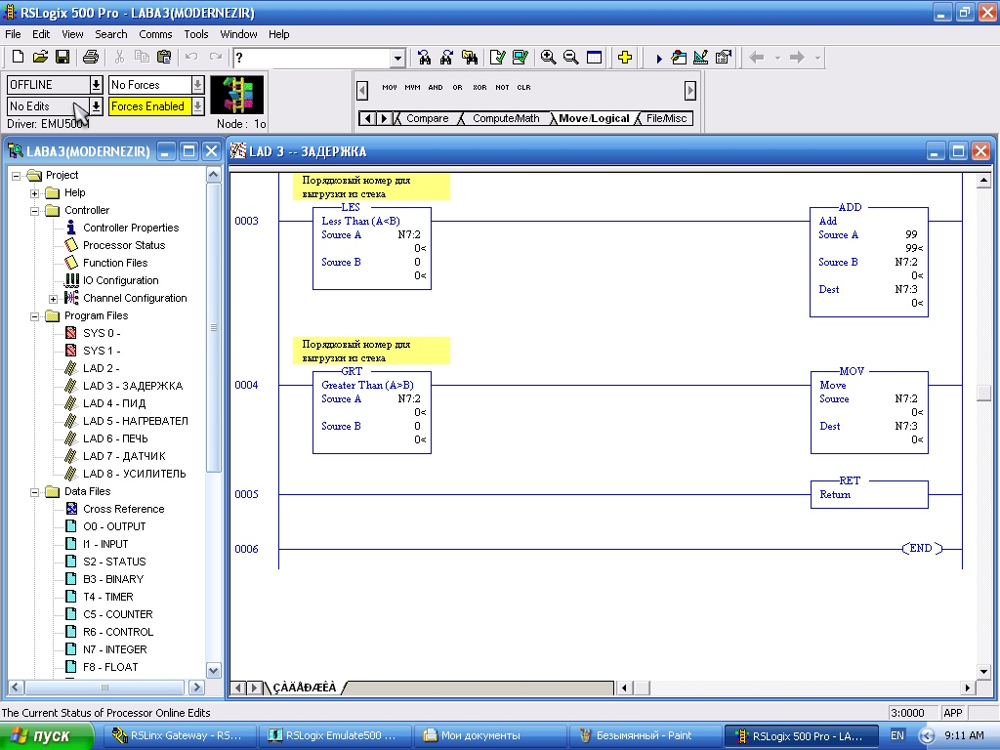 RSLogix 500 Pro - LABA3(MODERNEZIR)
File Edit View Search Comms Tools Window Help
?
OFFLINE No Forces
No Edits Forces Enabled
Driver: EMU500-1 Node : 1o
MOV MVM AND OR XOR NOT CLR
Compare Compute/Math Move/Logical File/Misc
LABA3(MODERNEZIR)
Project
Help
Controller
Controller Properties
Processor Status
Function Files
IO Configuration
Channel Configuration
Program Files
SYS 0 -
SYS 1 -
LAD 2 -
LAD 3 - ЗАДЕРЖКА
LAD 4 - ПИД
LAD 5 - НАГРЕВАТЕЛ
LAD 6 - ПЕЧЬ
LAD 7 - ДАТЧИК
LAD 8 - УСИЛИТЕЛЬ
Data Files
Cross Reference
O0 - OUTPUT
I1 - INPUT
S2 - STATUS
B3 - BINARY
T4 - TIMER
C5 - COUNTER
R6 - CONTROL
N7 - INTEGER
F8 - FLOAT
LAD 3 -- ЗАДЕРЖКА
Порядковый номер для
выгрузки из стека
0003
LES
Less Than (A<B)
Source A N7:2
0<
Source B 0
0<
ADD
Add
Source A 99
99<
Source B N7:2
0<
Dest N7:3
0<
Порядковый номер для
выгрузки из стека
0004
GRT
Greater Than (A>B)
Source A N7:2
0<
Source B 0
0<
MOV
Move
Source N7:2
0<
Dest N7:3
0<
0005
RET
Return
0006
END
ÇÀÄÅÐÆÊÀ
The Current Status of Processor Online Edits 3:0000 APP
пуск RSLinx Gateway - RS... RSLogix Emulate500 ... Мои документы Безымянный - Paint RSLogix 500 Pro - LA... EN 9:11 AM